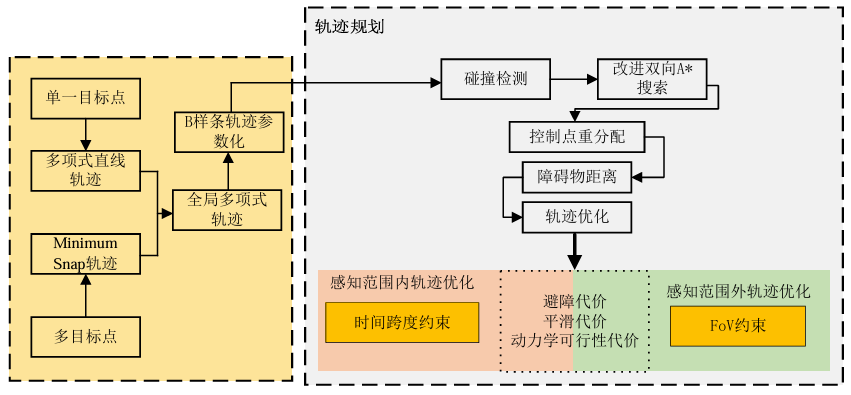 轨迹规划
单一目标点
多项式直线
轨迹
Minimum
Snap轨迹
多目标点
B样条轨迹参
数化
全局多项式
轨迹
碰撞检测
改进双向A*
搜索
控制点重分配
障碍物距离
轨迹优化
感知范围内轨迹优化
时间跨度约束
避障代价
平滑代价
动力学可行性代价
感知范围外轨迹优化
FoV约束